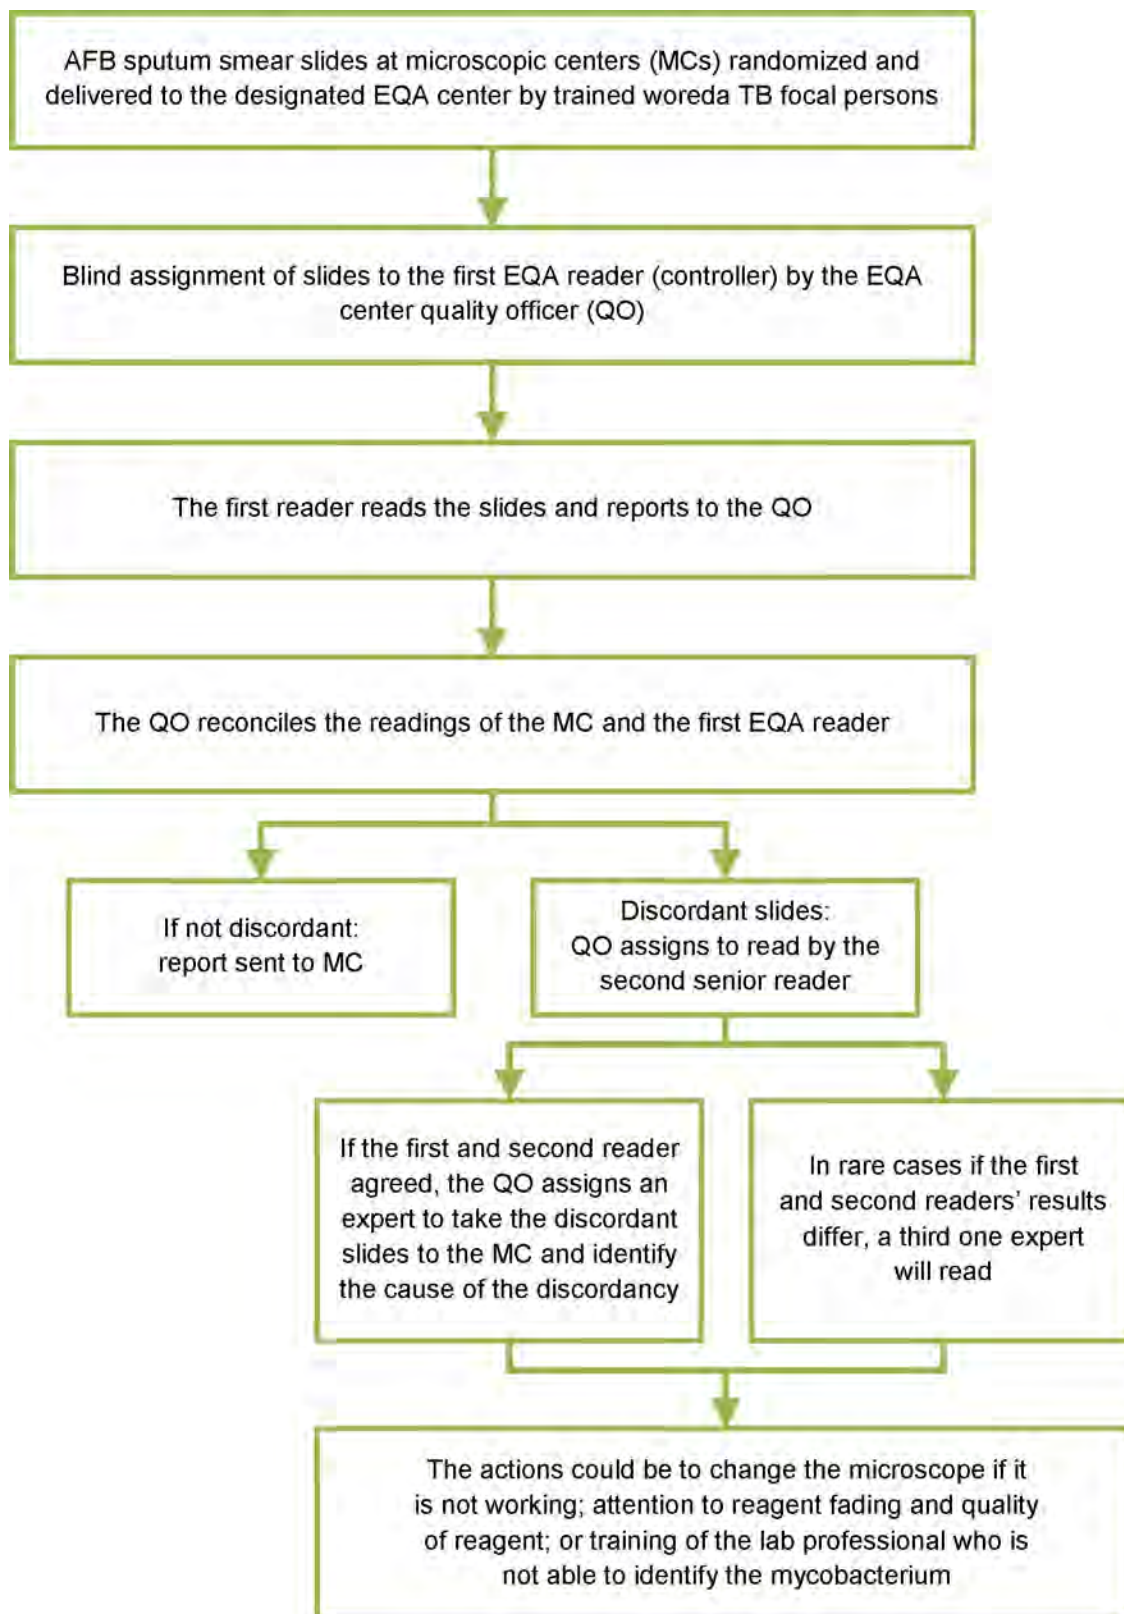 AFB sputum smear slides at microscopic centers (MCs) randomized and
delivered to the designated EQA center by trained woreda TB focal persons
Blind assignment of slides to the first EQA reader (controller) by the EQA
center quality officer (QO)
The first reader reads the slides and reports to the QO
The QO reconciles the readings of the MC and the first EQA reader
If not discordant:
report sent to MC
Discordant slides:
QO assigns to read by the
second senior reader
If the first and second reader
agreed, the QO assigns an
expert to take the discordant
slides to the MC and identify
the cause of the discordancy
In rare cases if the first
and second readers’ results
differ, a third one expert
will read
The actions could be to change the microscope if it
is not working; attention to reagent fading and quality
of reagent; or training of the lab professional who is
not able to identify the mycobacterium